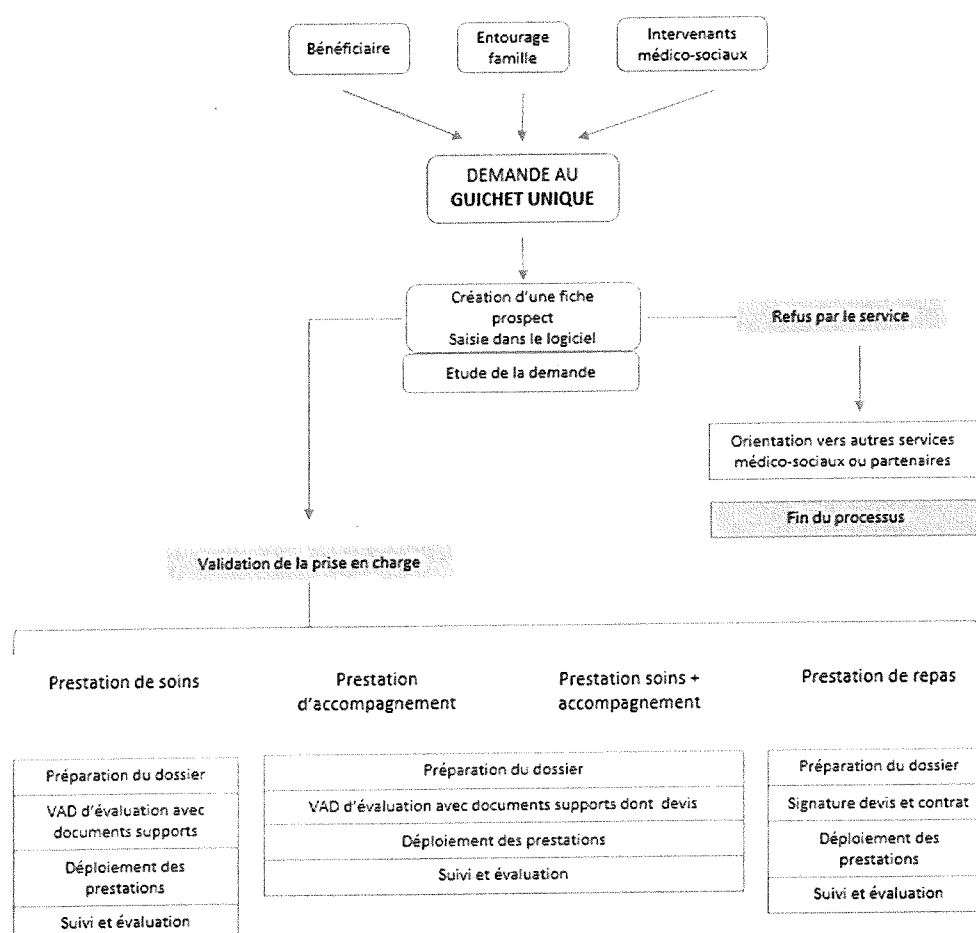 Bénéficiaire
Entourage
famille
Intervenants
médico-sociaux
DEMANDE AU
GUICHET UNIQUE
Création d'une fiche
prospect
Saisie dans le logiciel
Etude de la demande
Refus par le service
Orientation vers autres services
médico-sociaux ou partenaires
Fin du processus
Validation de la prise en charge
Prestation de soins
Prestation
d'accompagnement
Prestation soins +
accompagnement
Prestation de repas
Préparation du dossier
VAD d'évaluation avec
documents supports
Déploiement des
prestations
Suivi et évaluation
Préparation du dossier
VAD d'évaluation avec documents supports dont devis
Déploiement des prestations
Suivi et évaluation
Préparation du dossier
Signature devis et contrat
Déploiement des
prestations
Suivi et évaluation